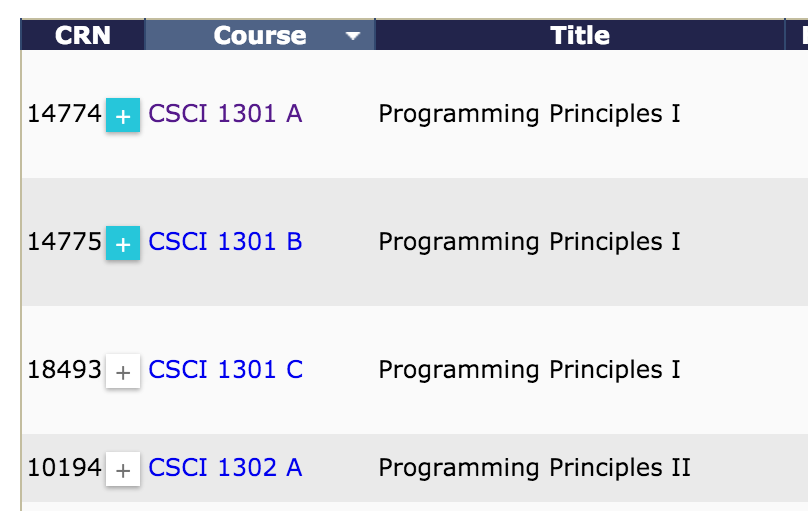 CRN Course Title
14774 + CSCI 1301 A Programming Principles I
14775 + CSCI 1301 B Programming Principles I
18493 + CSCI 1301 C Programming Principles I
10194 + CSCI 1302 A Programming Principles II